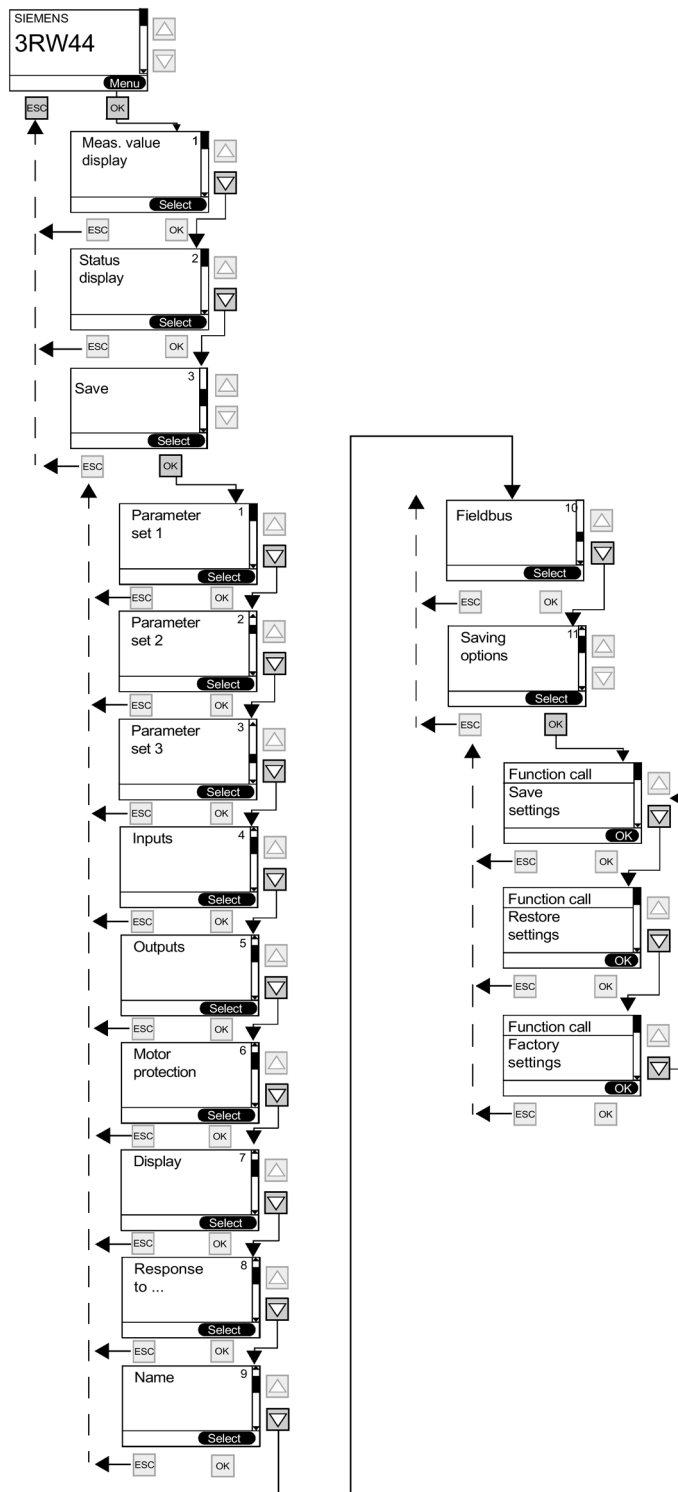 SIEMENS
3RW44
Menu
ESC
OK
Meas. value
display
1
Select
ESC
OK
Status
display
2
Select
ESC
OK
Save
3
Select
ESC
OK
Parameter
set 1
1
Select
ESC
OK
Parameter
set 2
2
Select
ESC
OK
Parameter
set 3
3
Select
ESC
OK
Inputs
4
Select
ESC
OK
Outputs
5
Select
ESC
OK
Motor
protection
6
Select
ESC
OK
Display
7
Select
ESC
OK
Response
to ...
8
Select
ESC
OK
Name
9
Select
ESC
OK
Fieldbus
10
Select
ESC
OK
Saving
options
11
Select
ESC
OK
Function call
Save
settings
OK
ESC
OK
Function call
Restore
settings
OK
ESC
OK
Function call
Factory
settings
OK
ESC
OK